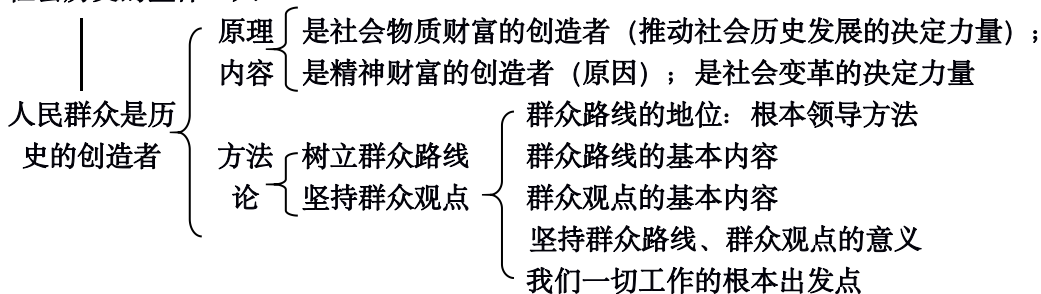 原理 是社会物质财富的创造者（推动社会历史发展的决定力量）；
内容 是精神财富的创造者（原因）；是社会变革的决定力量
人民群众是历
史的创造者
方法
论
树立群众路线
坚持群众观点
群众路线的地位：根本领导方法
群众路线的基本内容
群众观点的基本内容
坚持群众路线、群众观点的意义
我们一切工作的根本出发点